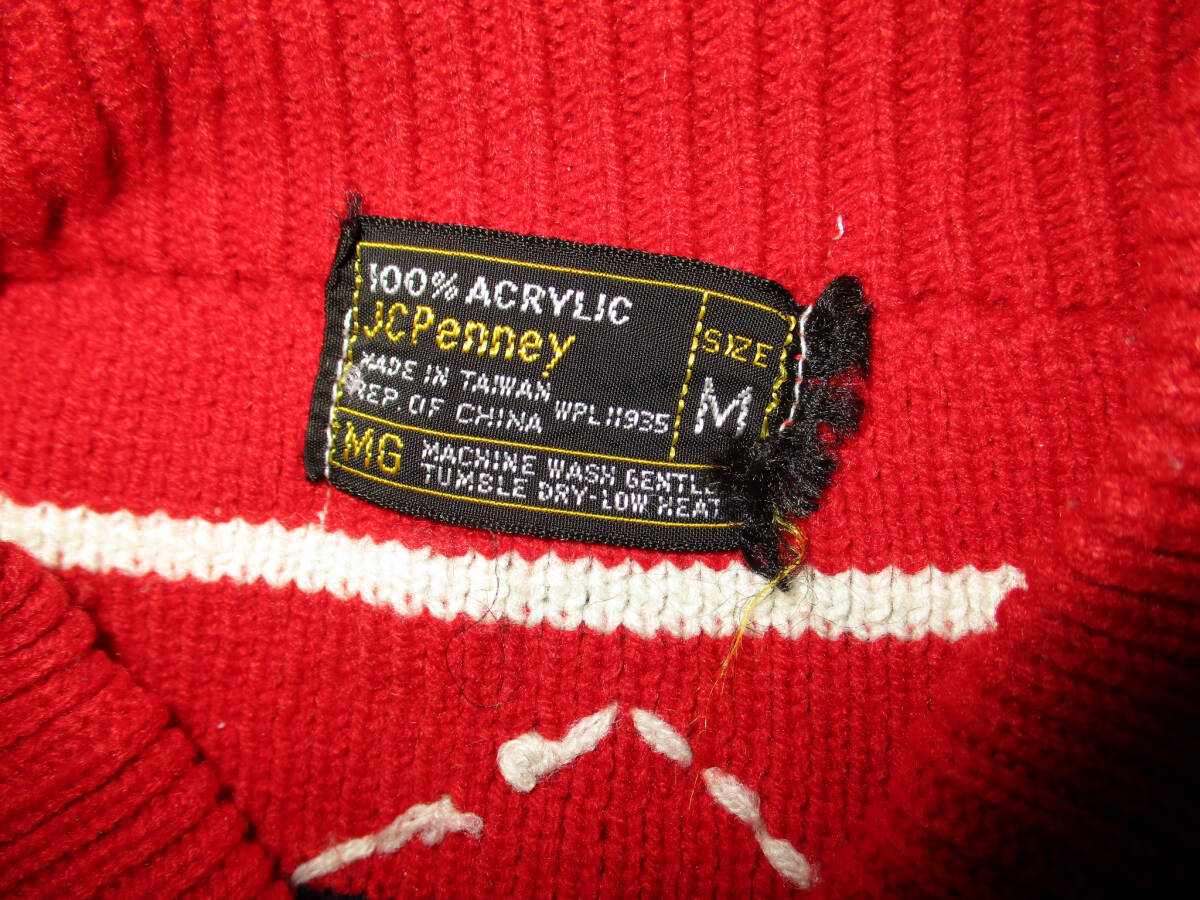 100% ACRYLIC
JCPenney
SIZE
M
MADE IN TAIWAN
REP. OF CHINA WPL11935
MG MACHINE WASH GENTLE
TUMBLE DRY-LOW HEAT